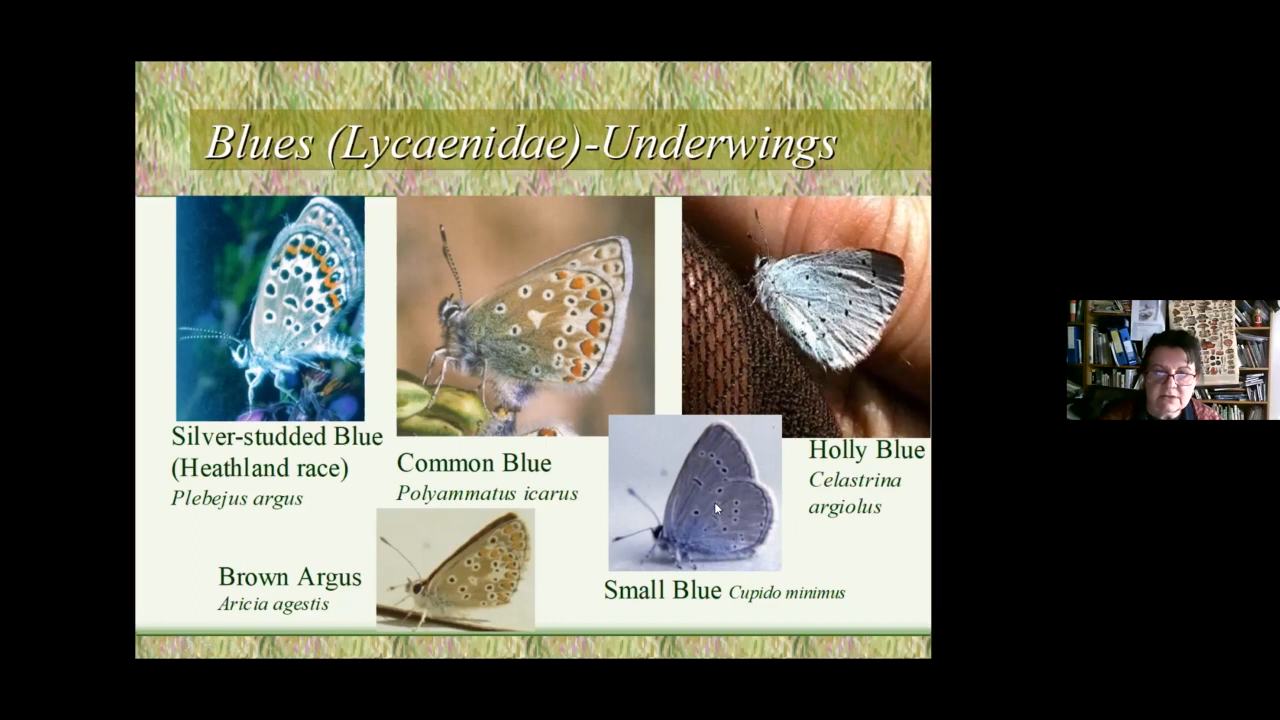 Blues (Lycaenidae)-Underwings
Silver-studded Blue
(Heathland race)
Plebejus argus
Common Blue
Polyammatus icarus
Holly Blue
Celastrina
argiolus
Brown Argus
Aricia agestis
Small Blue Cupido minimus